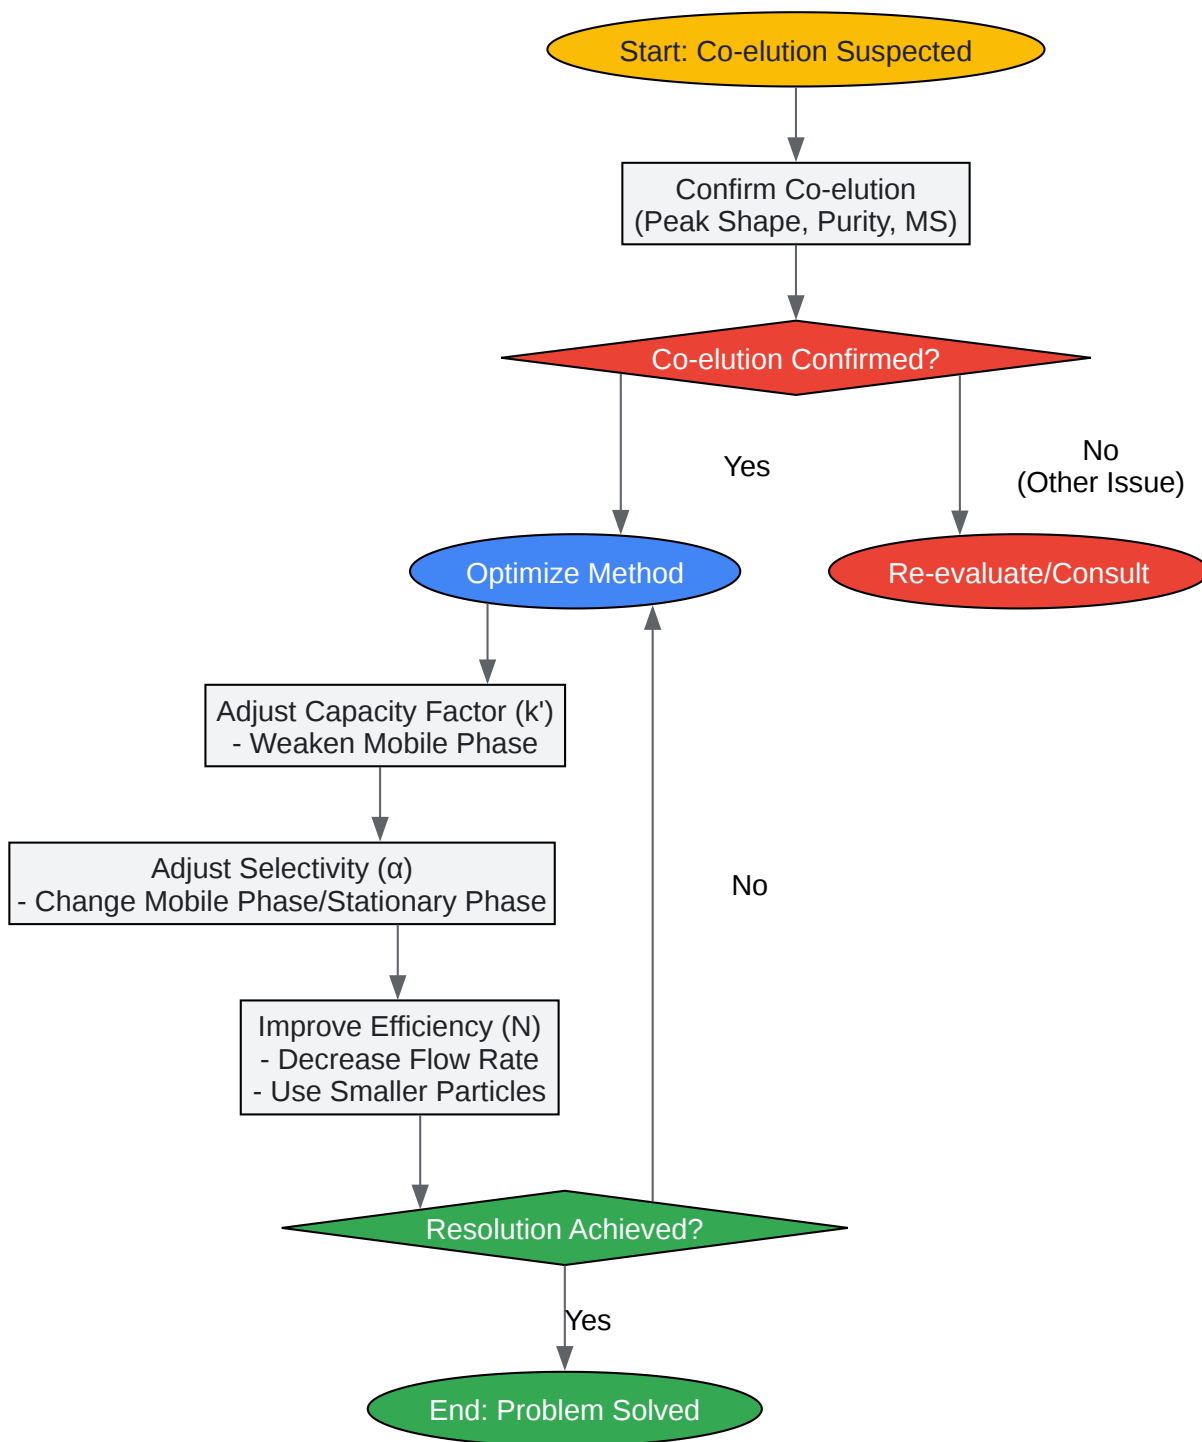 Start: Co-elution Suspected
Confirm Co-elution
(Peak Shape, Purity, MS)
Co-elution Confirmed?
Yes
No
(Other Issue)
Optimize Method
Re-evaluate/Consult
Adjust Capacity Factor (k')
- Weaken Mobile Phase
Adjust Selectivity (α)
- Change Mobile Phase/Stationary Phase
No
Improve Efficiency (N)
- Decrease Flow Rate
- Use Smaller Particles
Resolution Achieved?
Yes
End: Problem Solved